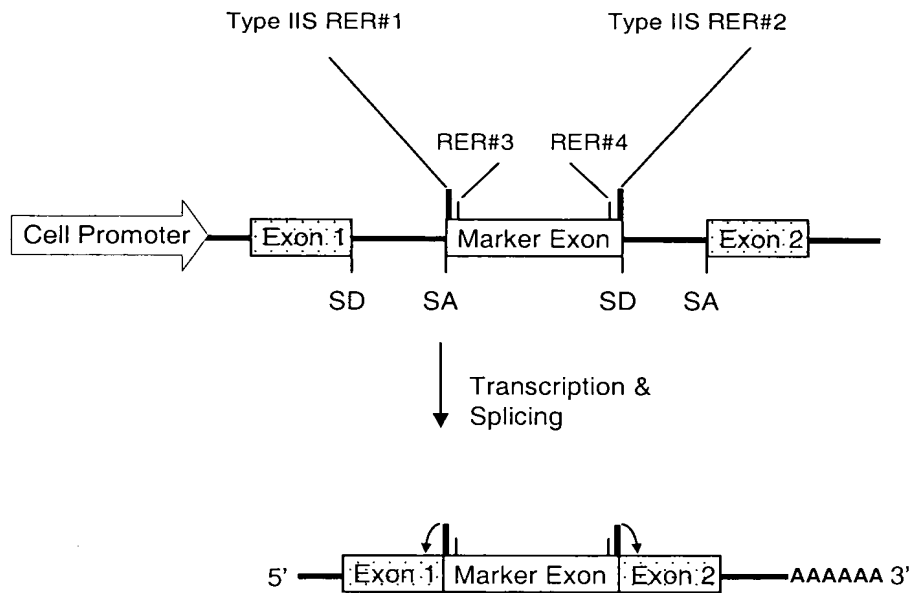 Type IIS RER#1
Type IIS RER#2
RER#3
RER#4
Cell Promoter
Exon 1
Marker Exon
Exon 2
SD
SA
SD
SA
Transcription &
Splicing
5'
Exon 1
Marker Exon
Exon 2
AAAAAA 3'